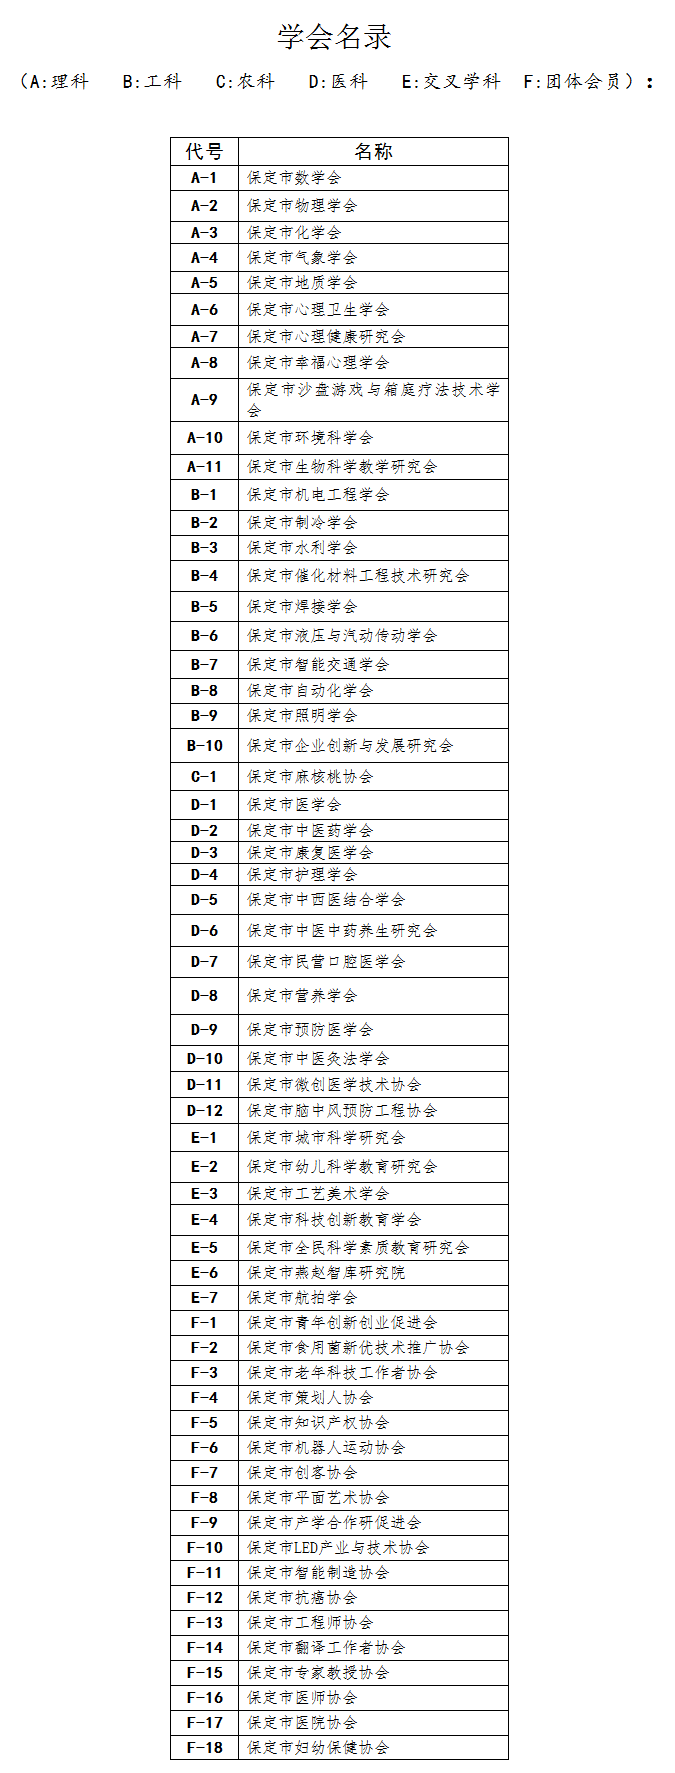 学会名录
（A:理科 B:工科 C:农科 D:医科 E:交叉学科 F:团体会员）：
代号 名称
A-1 保定市数学会
A-2 保定市物理学会
A-3 保定市化学会
A-4 保定市气象学会
A-5 保定市地质学会
A-6 保定市心理卫生学会
A-7 保定市心理健康研究会
A-8 保定市幸福心理学会
A-9 保定市沙盘游戏与箱庭疗法技术学
会
A-10 保定市环境科学会
A-11 保定市生物科学教学研究会
B-1 保定市机电工程学会
B-2 保定市制冷学会
B-3 保定市水利学会
B-4 保定市催化材料工程技术研究会
B-5 保定市焊接学会
B-6 保定市液压与汽动传动学会
B-7 保定市智能交通学会
B-8 保定市自动化学会
B-9 保定市照明学会
B-10 保定市企业创新与发展研究会
C-1 保定市麻核桃协会
D-1 保定市医学会
D-2 保定市中医药学会
D-3 保定市康复医学会
D-4 保定市护理学会
D-5 保定市中西医结合学会
D-6 保定市中医中药养生研究会
D-7 保定市民营口腔医学会
D-8 保定市营养学会
D-9 保定市预防医学会
D-10 保定市中医灸法学会
D-11 保定市微创医学技术协会
D-12 保定市脑中风预防工程协会
E-1 保定市城市科学研究会
E-2 保定市幼儿科学教育研究会
E-3 保定市工艺美术学会
E-4 保定市科技创新教育学会
E-5 保定市全民科学素质教育研究会
E-6 保定市燕赵智库研究院
E-7 保定市航拍学会
F-1 保定市青年创新创业促进会
F-2 保定市食用菌新优技术推广协会
F-3 保定市老年科技工作者协会
F-4 保定市策划人协会
F-5 保定市知识产权协会
F-6 保定市机器人运动协会
F-7 保定市创客协会
F-8 保定市平面艺术协会
F-9 保定市产学合作研促进会
F-10 保定市LED产业与技术协会
F-11 保定市智能制造协会
F-12 保定市抗癌协会
F-13 保定市工程师协会
F-14 保定市翻译工作者协会
F-15 保定市专家教授协会
F-16 保定市医师协会
F-17 保定市医院协会
F-18 保定市妇幼保健协会